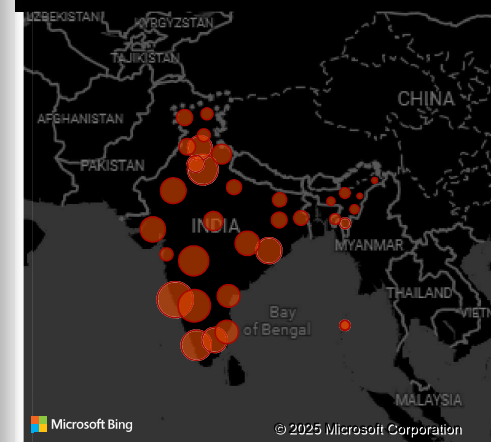 UZBEKISTAN
KYRGYZSTAN
TAJIKISTAN
CHINA
AFGHANISTAN
PAKISTAN
INDIA
MYANMAR
THAILAND
Bay
of Bengal
MALAYSIA
Microsoft Bing
© 2025 Microsoft Corporation